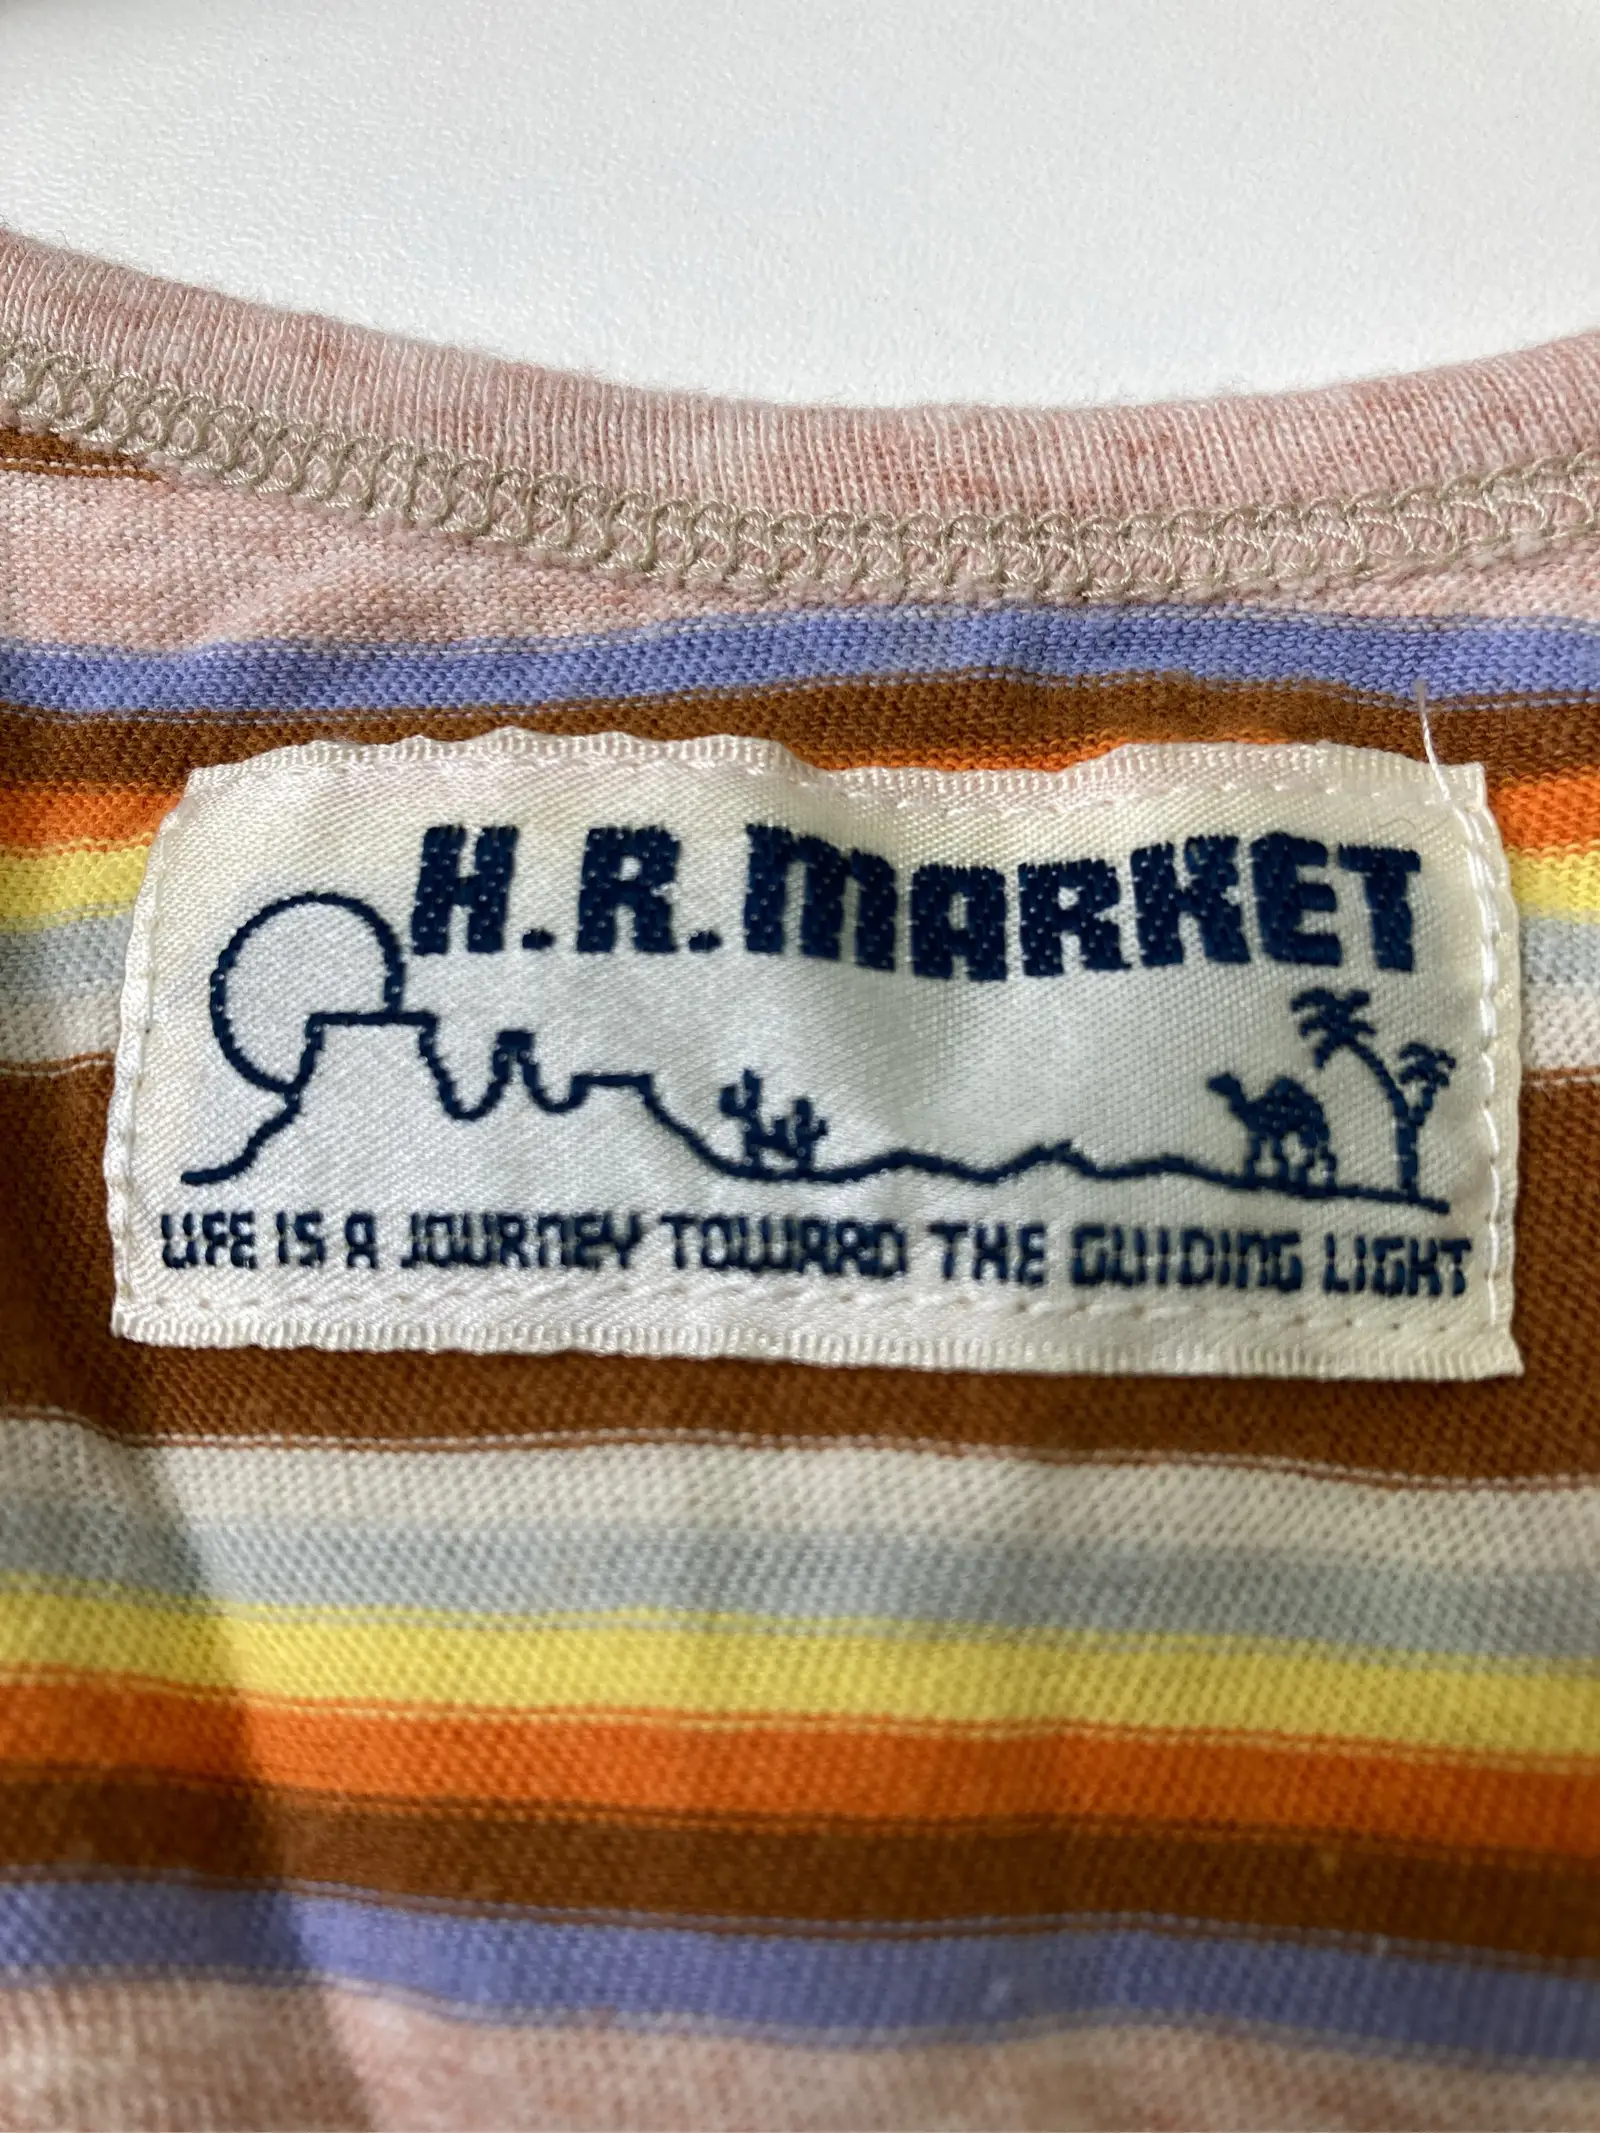 H.R.MARKET
LIFE IS A JOURNEY TOWARD THE GUIDING LIGHT